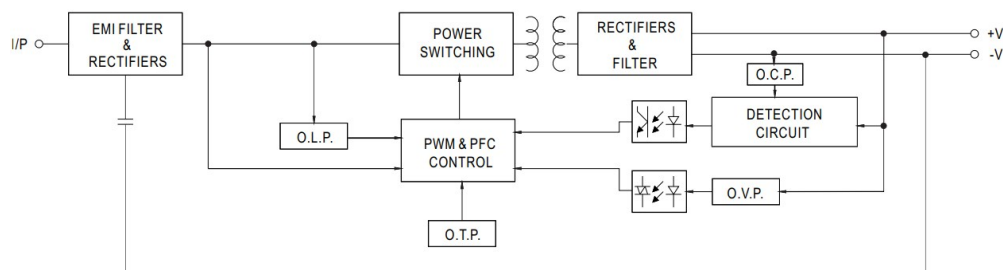 I/P
EMI FILTER
&
RECTIFIERS
POWER
SWITCHING
RECTIFIERS
&
FILTER
+V
-V
O.C.P.
DETECTION
CIRCUIT
O.L.P.
PWM & PFC
CONTROL
O.V.P.
O.T.P.